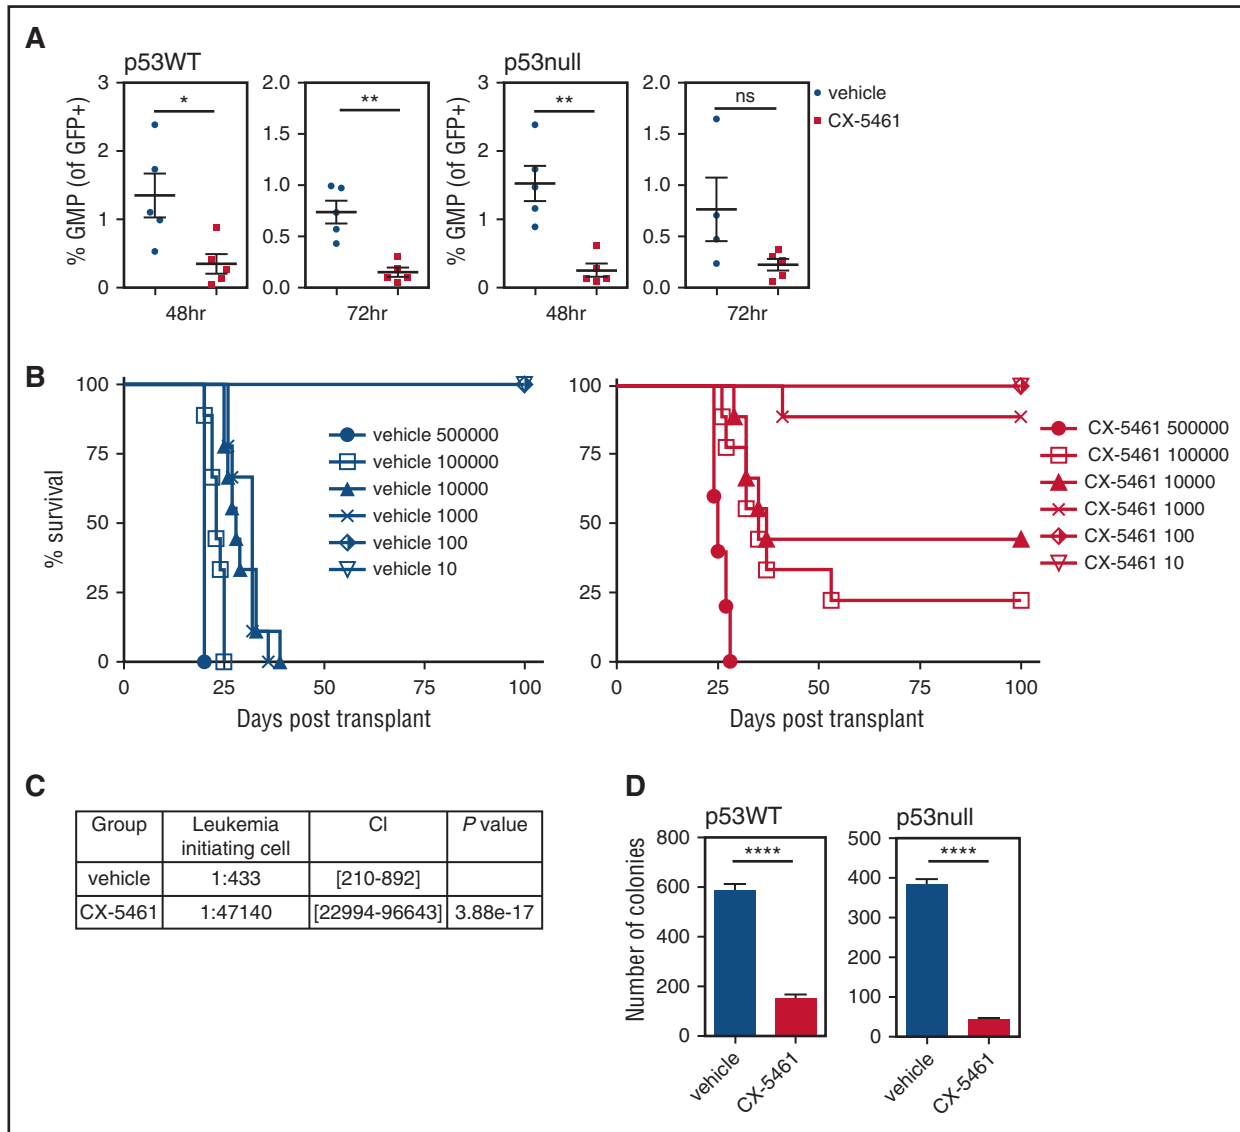 A
p53WT
p53null
% GMP (of GFP+)
3
2
1
0
*
48hr
2.0
1.5
1.0
0.5
0.0
**
72hr
% GMP (of GFP+)
3
2
1
0
**
48hr
2.0
1.5
1.0
0.5
0.0
ns
72hr
vehicle
CX-5461
B
% survival
100
75
50
25
0
0 25 50 75 100
Days post transplant
vehicle 500000
vehicle 100000
vehicle 10000
vehicle 1000
vehicle 100
vehicle 10
100
75
50
25
0
0 25 50 75 100
Days post transplant
CX-5461 500000
CX-5461 100000
CX-5461 10000
CX-5461 1000
CX-5461 100
CX-5461 10
C
Group Leukemia initiating cell CI P value
vehicle 1:433 [210-892]
CX-5461 1:47140 [22994-96643] 3.88e-17
D
p53WT
Number of colonies
800
600
400
200
0
****
vehicle
CX-5461
p53null
500
400
300
200
100
0
****
vehicle
CX-5461